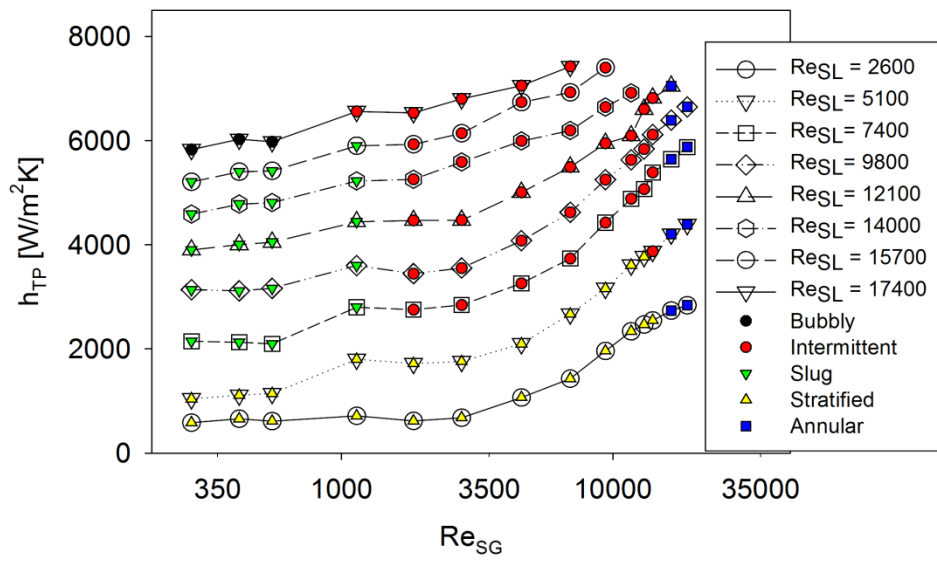 8000
6000
4000
2000
0
h_TP [W/m²K]
350 1000 3500 10000 35000
Re_SG
Re_SL = 2600
Re_SL = 5100
Re_SL = 7400
Re_SL = 9800
Re_SL = 12100
Re_SL = 14000
Re_SL = 15700
Re_SL = 17400
Bubbly
Intermittent
Slug
Stratified
Annular